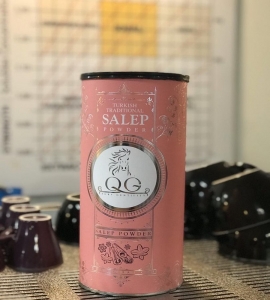 TURKISH
TRADITIONAL
SALEP
POWDER
QG
SALEP POWDER